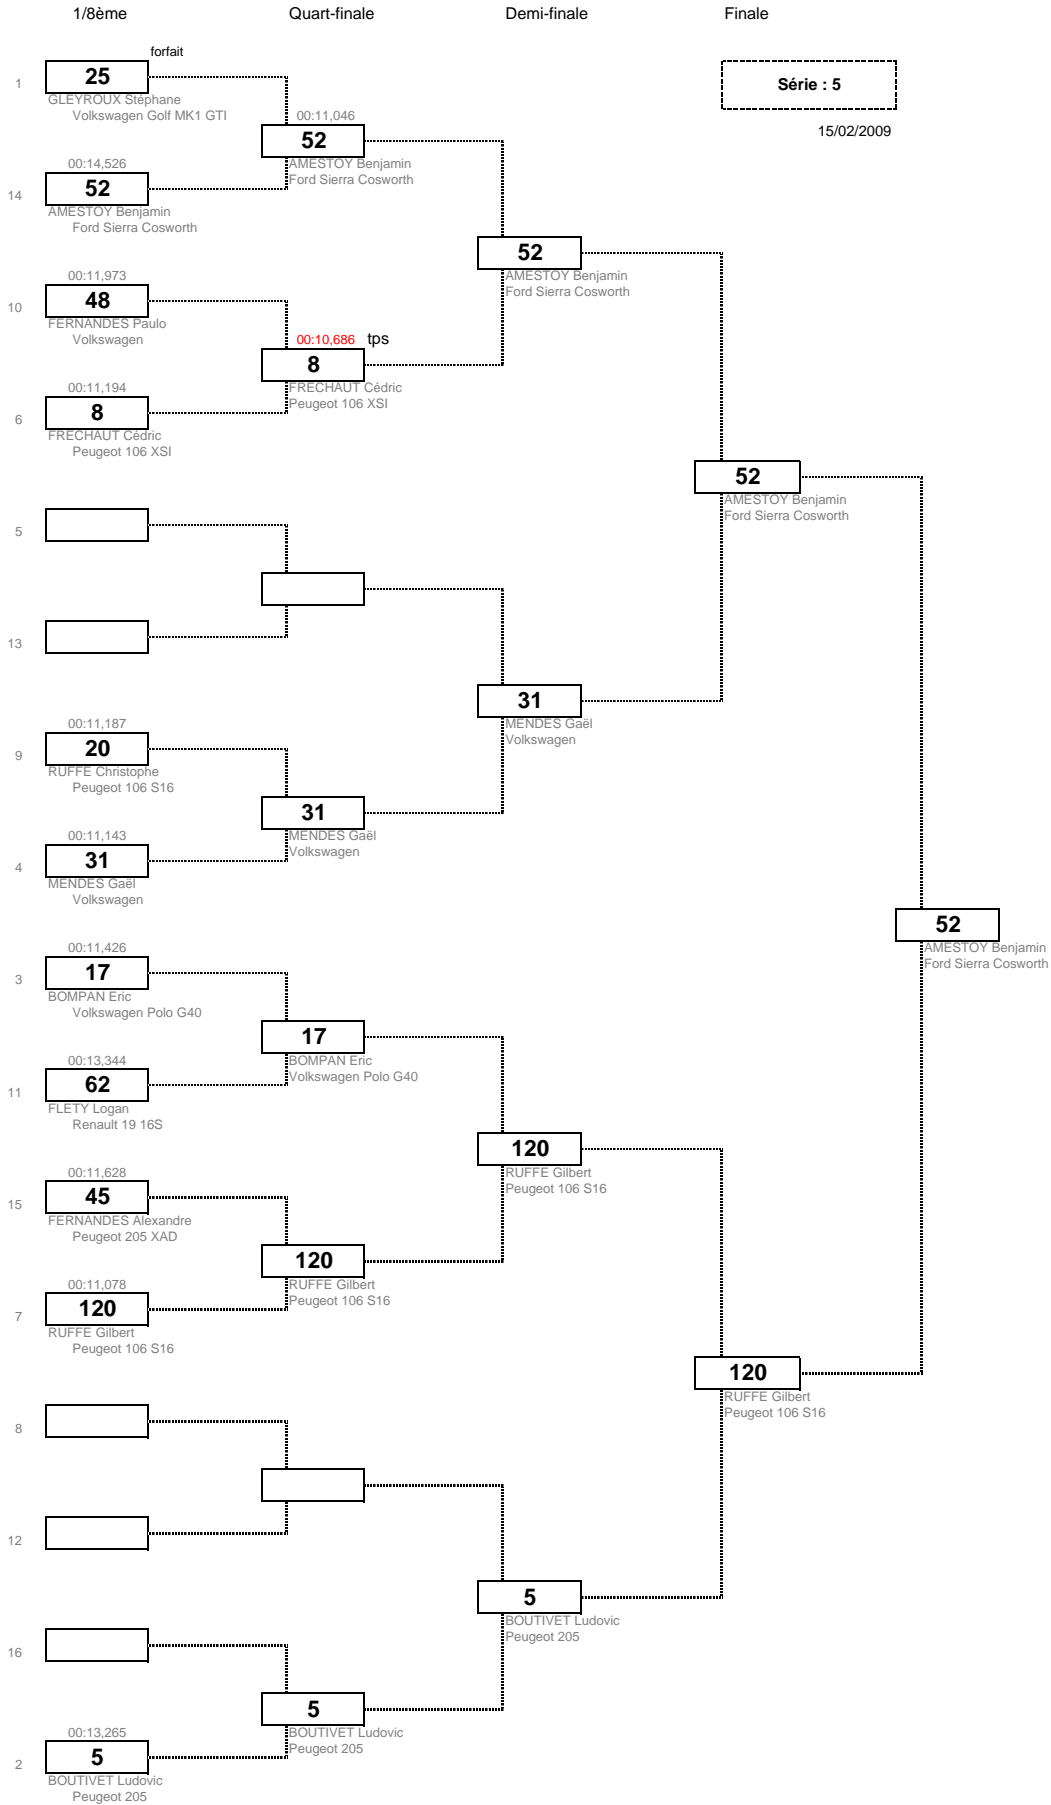 1/8ème Quart-finale Demi-finale Finale
forfait
1 25
GLEYROUX Stéphane
Volkswagen Golf MK1 GTI
Série : 5
15/02/2009
00:11,046
52
AMESTOY Benjamin
Ford Sierra Cosworth
00:14,526
14 52
AMESTOY Benjamin
Ford Sierra Cosworth
52
AMESTOY Benjamin
Ford Sierra Cosworth
00:11,973
10 48
FERNANDES Paulo
Volkswagen
00:10,686 tps
8
FRECHAUT Cédric
Peugeot 106 XSI
00:11,194
6 8
FRECHAUT Cédric
Peugeot 106 XSI
52
AMESTOY Benjamin
Ford Sierra Cosworth
5
13
31
MENDES Gaël
Volkswagen
00:11,187
9 20
RUFFE Christophe
Peugeot 106 S16
31
MENDES Gaël
Volkswagen
00:11,143
4 31
MENDES Gaël
Volkswagen
52
AMESTOY Benjamin
Ford Sierra Cosworth
00:11,426
3 17
BOMPAN Eric
Volkswagen Polo G40
17
BOMPAN Eric
Volkswagen Polo G40
00:13,344
11 62
FLETY Logan
Renault 19 16S
120
RUFFE Gilbert
Peugeot 106 S16
00:11,628
15 45
FERNANDES Alexandre
Peugeot 205 XAD
120
RUFFE Gilbert
Peugeot 106 S16
00:11,078
7 120
RUFFE Gilbert
Peugeot 106 S16
120
RUFFE Gilbert
Peugeot 106 S16
8
12
5
BOUTIVET Ludovic
Peugeot 205
16
5
BOUTIVET Ludovic
Peugeot 205
00:13,265
2 5
BOUTIVET Ludovic
Peugeot 205